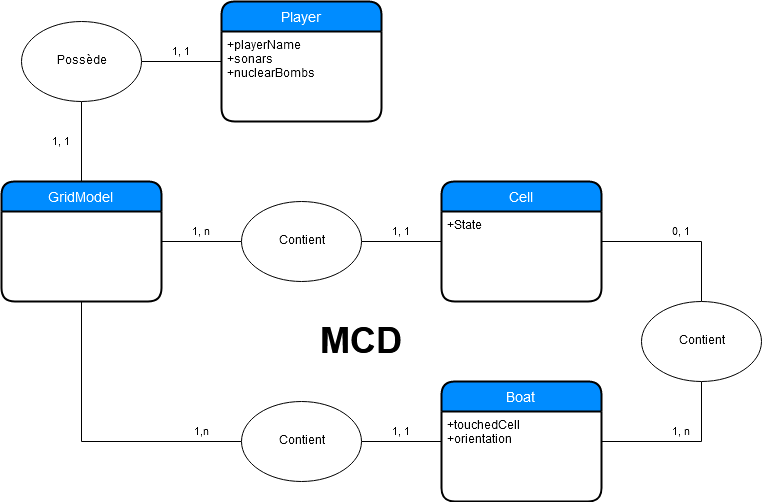 Player
+playerName
+sonars
+nuclearBombs
Possède
1, 1
1, 1
GridModel
1, n
Contient
1, 1
Cell
+State
0, 1
MCD
Contient
1,n
Contient
1, 1
Boat
+touchedCell
+orientation
1, n